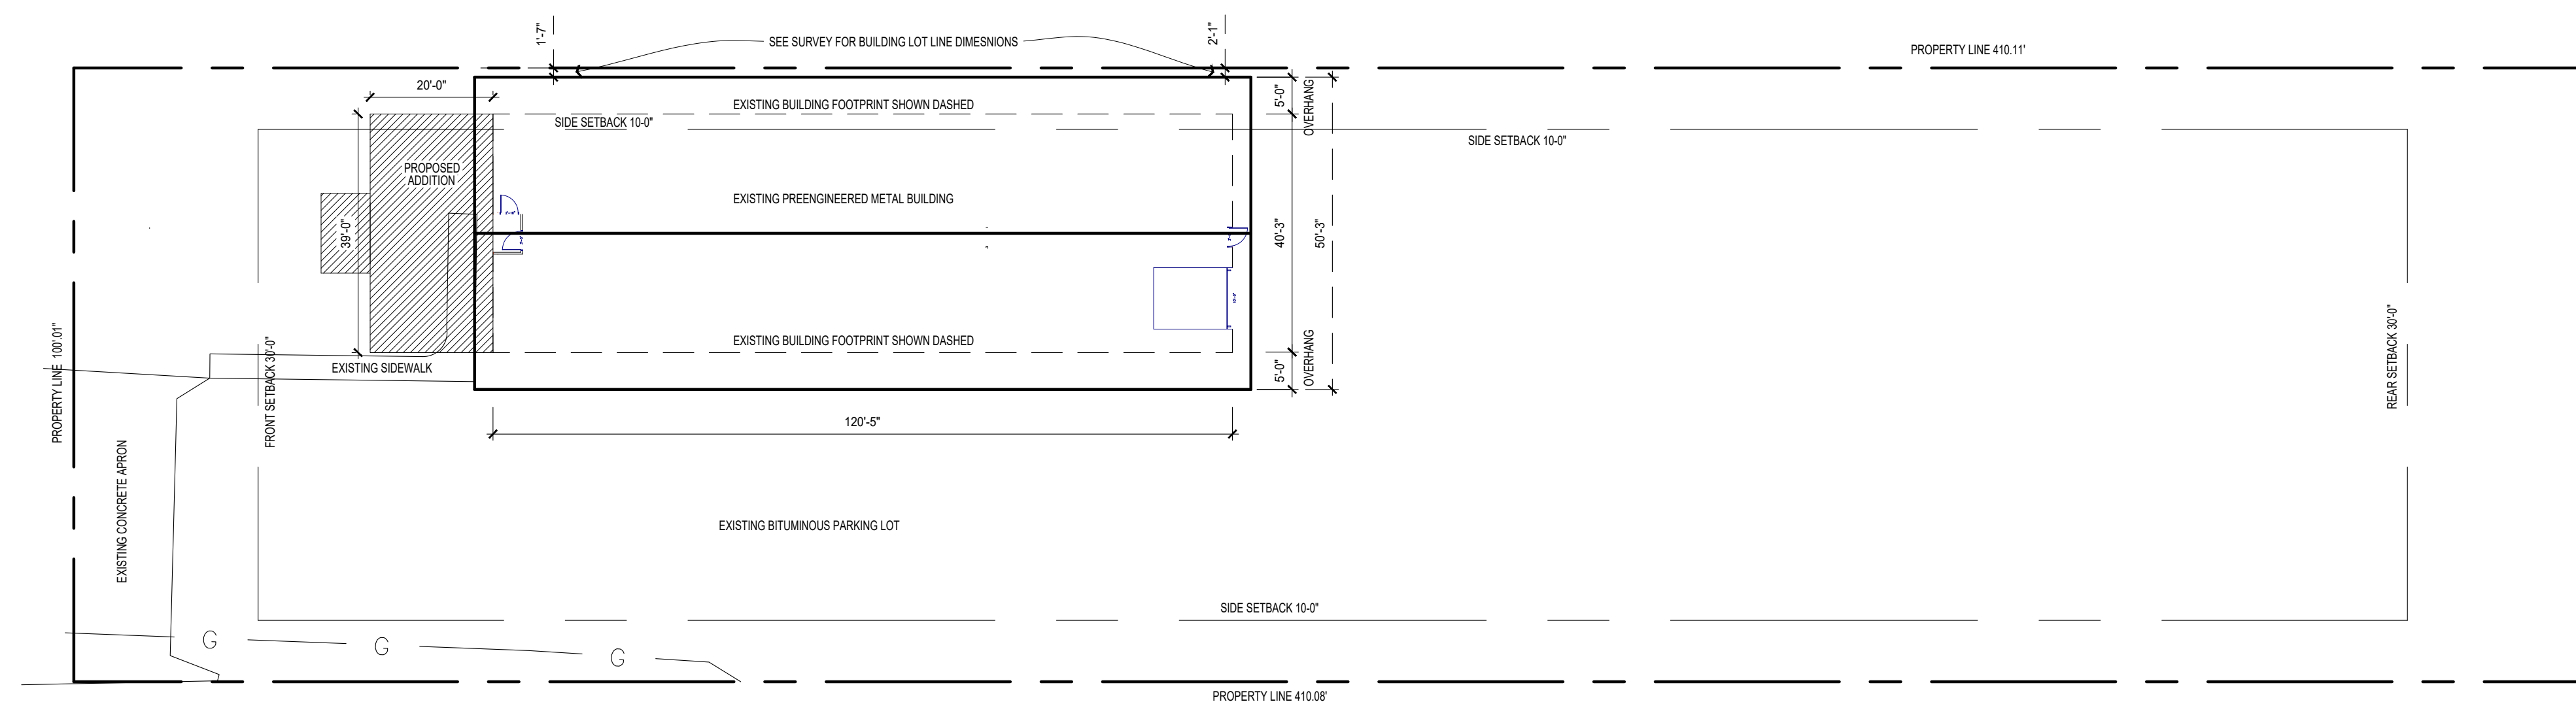 1'-7"
SEE SURVEY FOR BUILDING LOT LINE DIMESNIONS
2'-1"
PROPERTY LINE 410.11'
20'-0"
EXISTING BUILDING FOOTPRINT SHOWN DASHED
5'-0"
OVERHANG
SIDE SETBACK 10-0"
SIDE SETBACK 10-0"
PROPOSED
ADDITION
EXISTING PREENGINEERED METAL BUILDING
39'-0"
40'-3"
50'-3"
EXISTING BUILDING FOOTPRINT SHOWN DASHED
5'-0"
OVERHANG
EXISTING SIDEWALK
PROPERTY LINE 100'.01"
FRONT SETBACK 30'-0"
REAR SETBACK 30'-0"
120'-5"
EXISTING CONCRETE APRON
EXISTING BITUMINOUS PARKING LOT
SIDE SETBACK 10-0"
G
G
G
PROPERTY LINE 410.08'